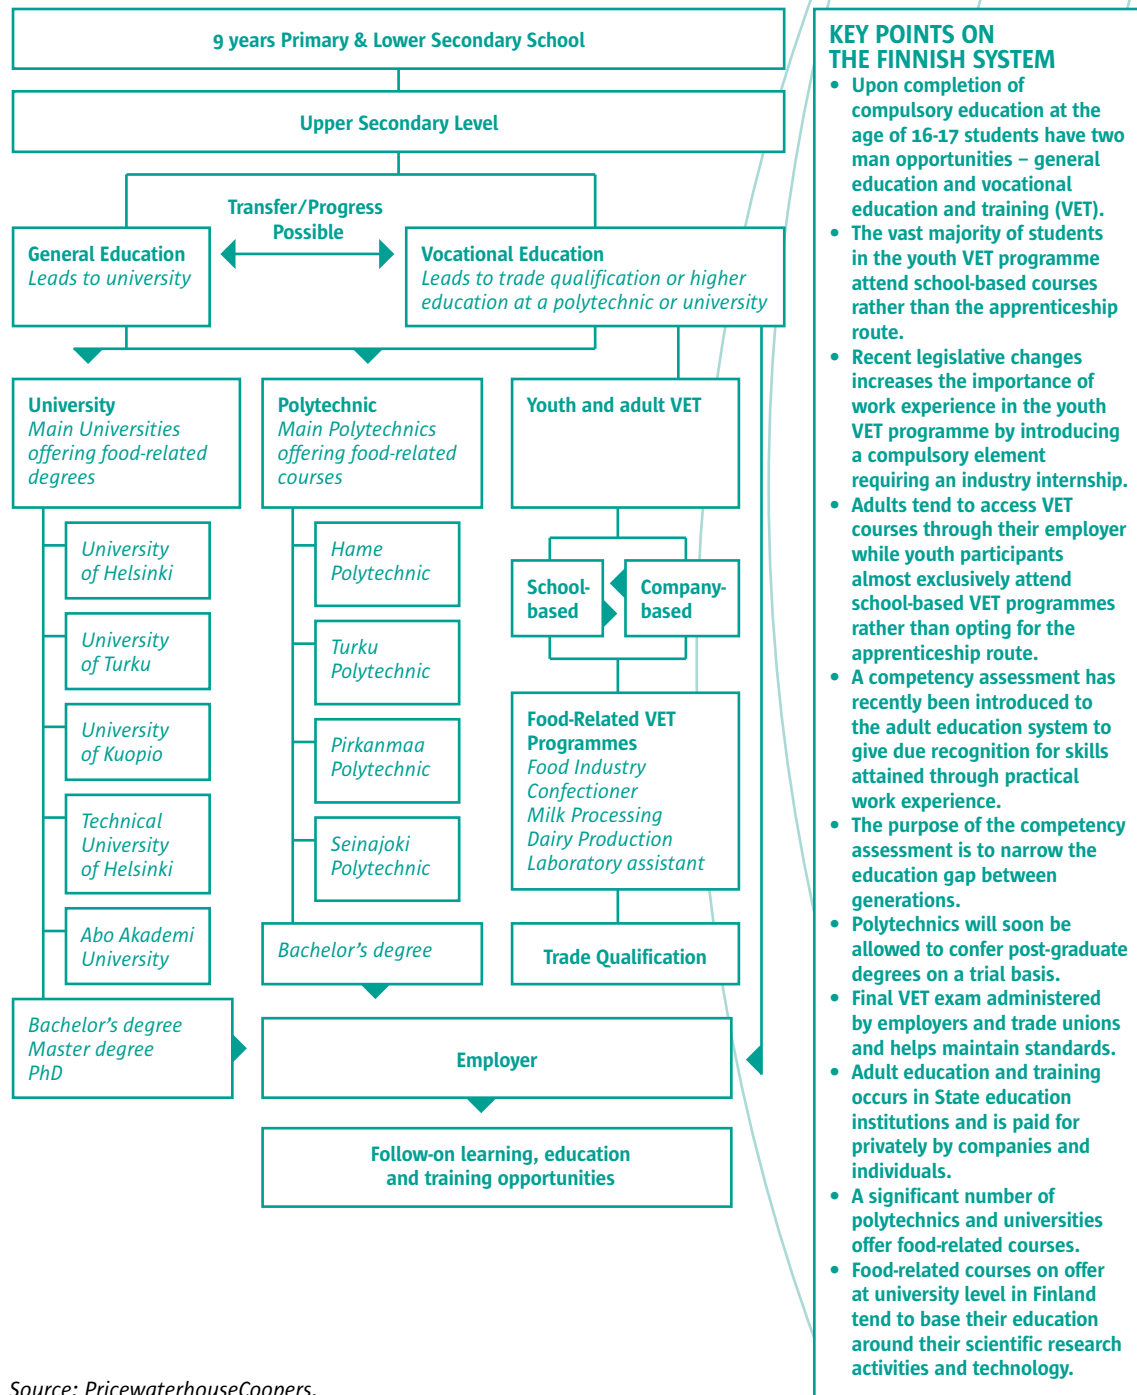 9 years Primary & Lower Secondary School
Upper Secondary Level
Transfer/Progress
Possible
General Education
Leads to university
Vocational Education
Leads to trade qualification or higher
education at a polytechnic or university
University
Main Universities
offering food-related
degrees
University
of Helsinki
University
of Turku
University
of Kuopio
Technical
University
of Helsinki
Abo Akademi
University
Bachelor's degree
Master degree
PhD
Polytechnic
Main Polytechnics
offering food-related
courses
Hame
Polytechnic
Turku
Polytechnic
Pirkanmaa
Polytechnic
Seinajoki
Polytechnic
Bachelor's degree
Youth and adult VET
School-
based
Company-
based
Food-Related VET
Programmes
Food Industry
Confectioner
Milk Processing
Dairy Production
Laboratory assistant
Trade Qualification
Employer
Follow-on learning, education
and training opportunities
Source: PricewaterhouseCoopers.
KEY POINTS ON
THE FINNISH SYSTEM
• Upon completion of
compulsory education at the
age of 16-17 students have two
man opportunities – general
education and vocational
education and training (VET).
• The vast majority of students
in the youth VET programme
attend school-based courses
rather than the apprenticeship
route.
• Recent legislative changes
increases the importance of
work experience in the youth
VET programme by introducing
a compulsory element
requiring an industry internship.
• Adults tend to access VET
courses through their employer
while youth participants
almost exclusively attend
school-based VET programmes
rather than opting for the
apprenticeship route.
• A competency assessment has
recently been introduced to
the adult education system to
give due recognition for skills
attained through practical
work experience.
• The purpose of the competency
assessment is to narrow the
education gap between
generations.
• Polytechnics will soon be
allowed to confer post-graduate
degrees on a trial basis.
• Final VET exam administered
by employers and trade unions
and helps maintain standards.
• Adult education and training
occurs in State education
institutions and is paid for
privately by companies and
individuals.
• A significant number of
polytechnics and universities
offer food-related courses.
• Food-related courses on offer
at university level in Finland
tend to base their education
around their scientific research
activities and technology.